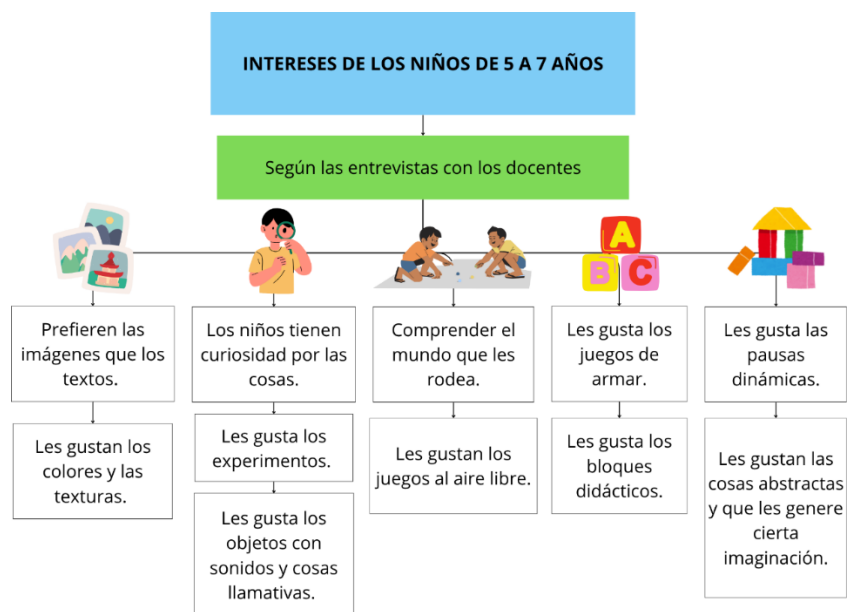 INTERESES DE LOS NIÑOS DE 5 A 7 AÑOS
Según las entrevistas con los docentes
A
B C
Prefieren las
imágenes que los
textos.
Les gustan los
colores y las
texturas.
Los niños tienen
curiosidad por las
cosas.
Les gusta los
experimentos.
Les gusta los
objetos con
sonidos y cosas
llamativas.
Comprender el
mundo que les
rodea.
Les gustan los
juegos al aire libre.
Les gusta los
juegos de
armar.
Les gusta los
bloques
didácticos.
Les gusta las
pausas
dinámicas.
Les gustan las
cosas abstractas
y que les genere
cierta
imaginación.